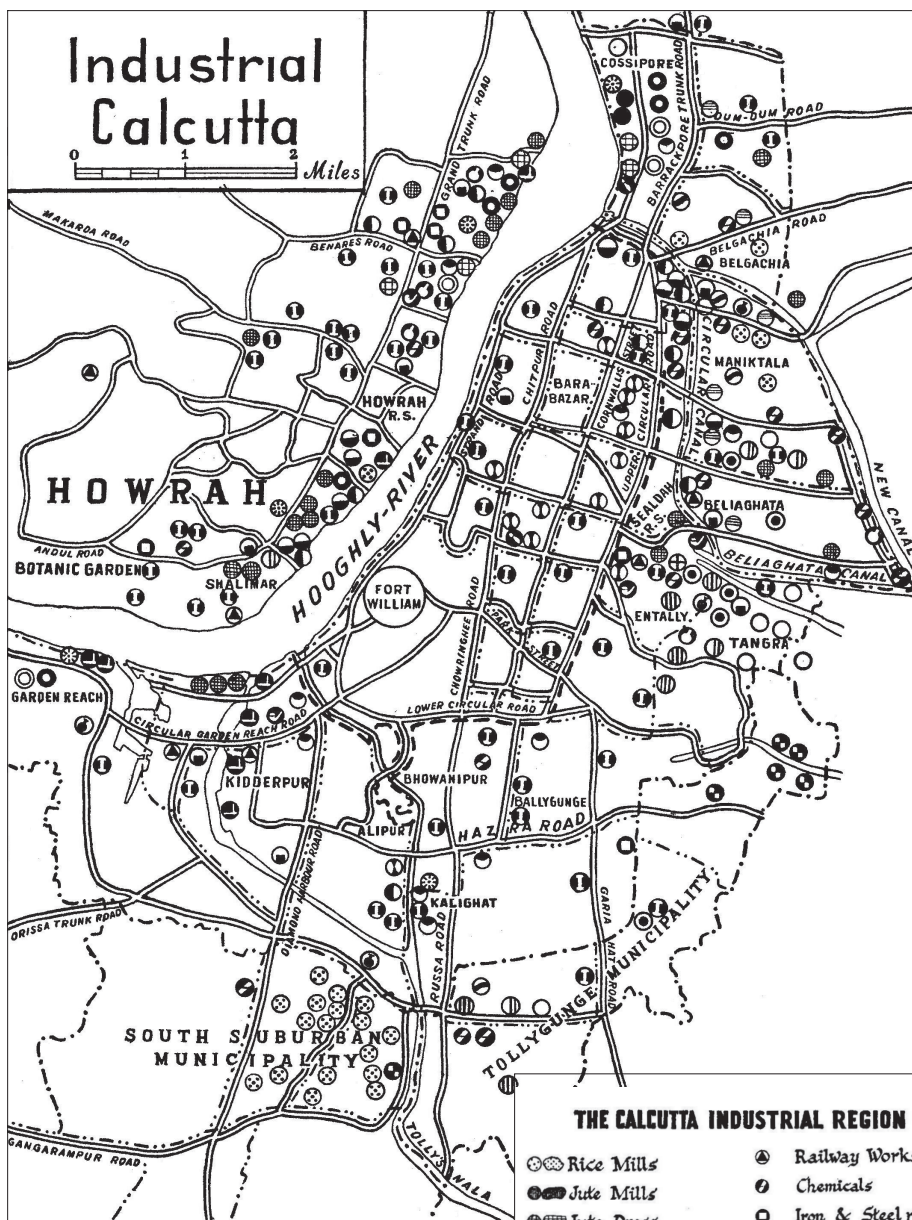 Industrial
Calcutta
0 1 2 Miles
COSSIPORE
BARRACKPORE TRUNK ROAD
DUM-DUM ROAD
GRAND TRUNK ROAD
MAKARDA ROAD
BENARES ROAD
BELGACHIA ROAD
BELGACHIA
CIRCULAR CANAL
MANIKTALA
CHITPUR ROAD
BARA-
BAZAR
CORNWALLIS STREET
UPPER CIRCULAR ROAD
STRAND ROAD
HOWRAH
R.S.
HOWRAH
HOOGHLY-RIVER
SEALDAH
R.S.
BELIAGHATA
NEW CANAL
BELIAGHATA CANAL
ANDUL ROAD
BOTANIC GARDEN
SHALIMAR
FORT
WILLIAM
CHOWRINGHEE ROAD
PARK STREET
ENTALLY
TANGRA
GARDEN REACH
CIRCULAR GARDEN REACH ROAD
LOWER CIRCULAR ROAD
KIDDERPUR
BHOWANIPUR
BALLYGUNGE
ALIPUR
HAZRA ROAD
DIAMOND HARBOUR ROAD
KALIGHAT
ORISSA TRUNK ROAD
RUSSA ROAD
GARIA HAT ROAD
TOLLYGUNGE MUNICIPALITY
SOUTH SUBURBAN
MUNICIPALITY
GANGARAMPUR ROAD
TOLLY'S NALA
THE CALCUTTA INDUSTRIAL REGION
Rice Mills
Railway Works
Jute Mills
Chemicals
Jute Press
Iron & Steel